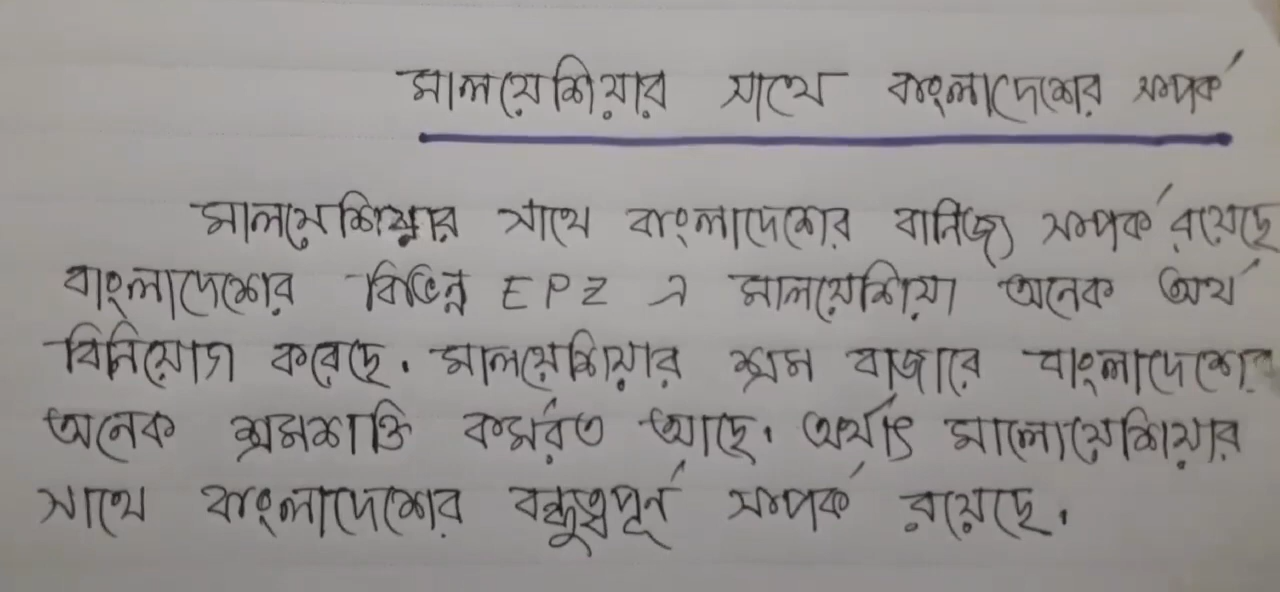 মালয়েশিয়ার সাথে বাংলাদেশের সম্পর্ক
মালয়েশিয়ার সাথে বাংলাদেশের বানিজ্য সম্পর্ক রয়েছে
বাংলাদেশের বিভিন্ন EPZ এ মালয়েশিয়া অনেক অর্থ
বিনিয়োগ করেছে. মালয়েশিয়ার শ্রম বাজারে বাংলাদেশের
অনেক শ্রমশক্তি কর্মরত আছে. অর্থাৎ মালোয়েশিয়ার
সাথে বাংলাদেশের বন্ধুত্বপূর্ন সম্পর্ক রয়েছে.